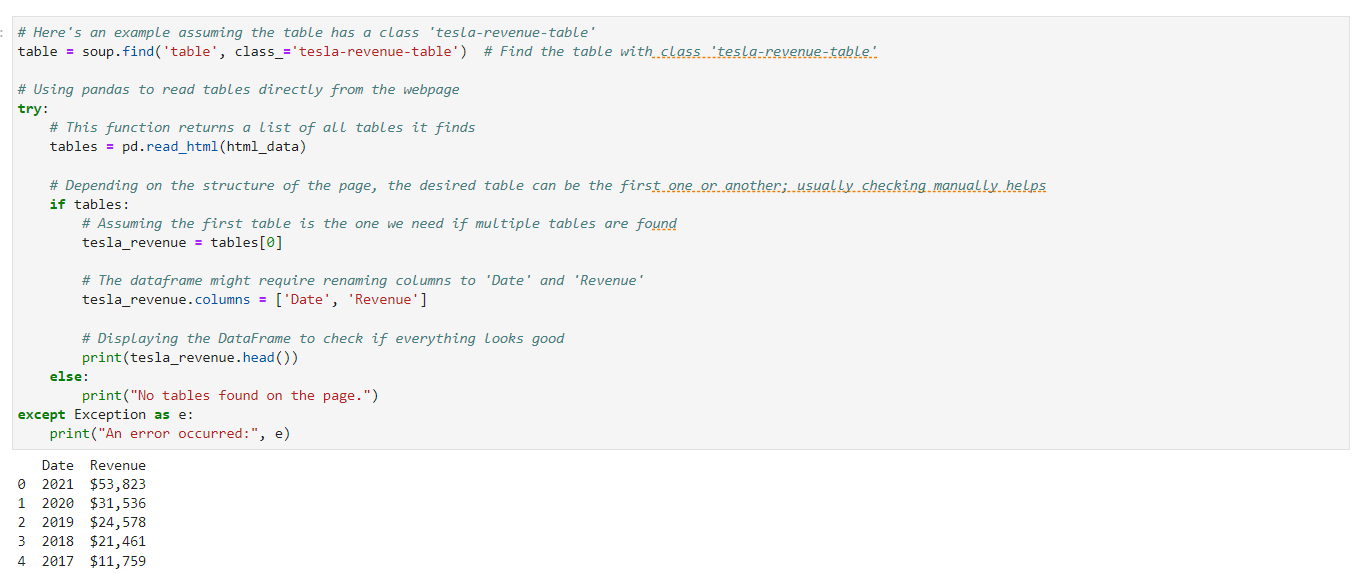 # Here's an example assuming the table has a class 'tesla-revenue-table'
table = soup.find('table', class_='tesla-revenue-table')  # Find the table with class 'tesla-revenue-table'
# Using pandas to read tables directly from the webpage
try:
    # This function returns a list of all tables it finds
    tables = pd.read_html(html_data)
    # Depending on the structure of the page, the desired table can be the first one or another; usually checking manually helps
    if tables:
        # Assuming the first table is the one we need if multiple tables are found
        tesla_revenue = tables[0]
        # The dataframe might require renaming columns to 'Date' and 'Revenue'
        tesla_revenue.columns = ['Date', 'Revenue']
        # Displaying the DataFrame to check if everything looks good
        print(tesla_revenue.head())
    else:
        print("No tables found on the page.")
except Exception as e:
    print("An error occurred:", e)
   Date  Revenue
0  2021  $53,823
1  2020  $31,536
2  2019  $24,578
3  2018  $21,461
4  2017  $11,759